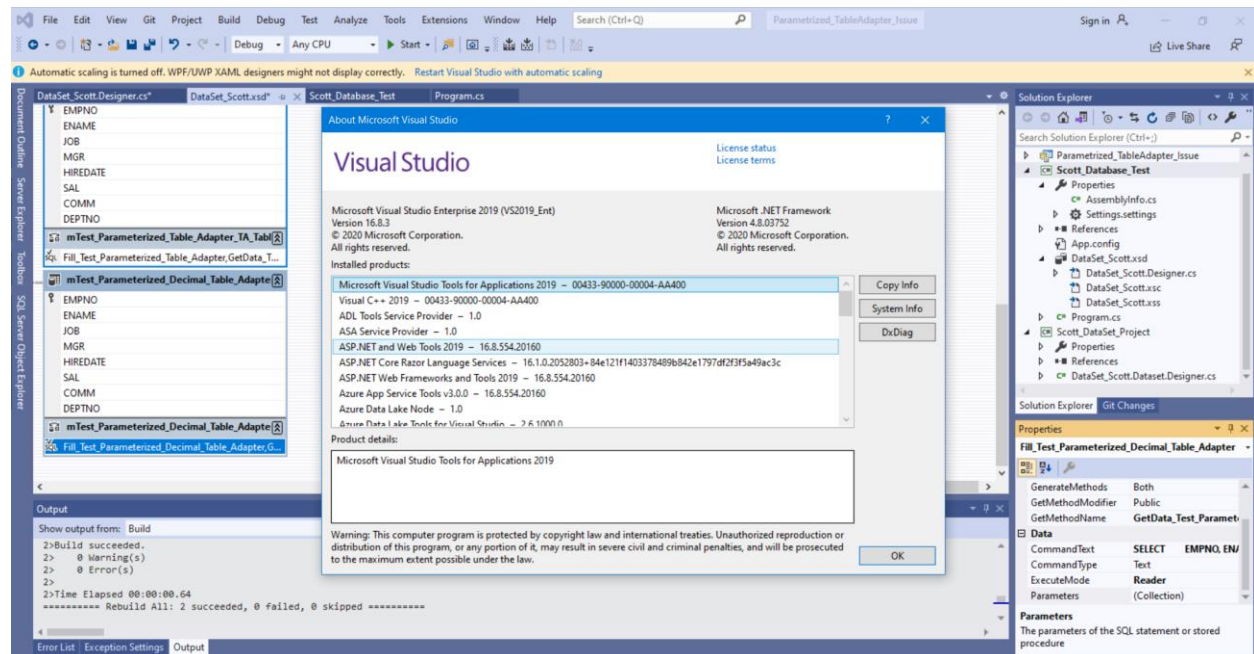 File Edit View Git Project Build Debug Test Analyze Tools Extensions Window Help Search (Ctrl+Q) Parametrized_TableAdapter_Issue Sign in
Debug Any CPU Start Live Share
Automatic scaling is turned off. WPF/UWP XAML designers might not display correctly. Restart Visual Studio with automatic scaling
Document Outline
Server Explorer
Toolbox
SQL Server Object Explorer
DataSet_Scott.Designer.cs* DataSet_Scott.xsd* Scott_Database_Test Program.cs
EMPNO
ENAME
JOB
MGR
HIREDATE
SAL
COMM
DEPTNO
mTest_Parameterized_Table_Adapter_TA_Tabl
Fill_Test_Parameterized_Table_Adapter,GetData_T...
mTest_Parameterized_Decimal_Table_Adapte
EMPNO
ENAME
JOB
MGR
HIREDATE
SAL
COMM
DEPTNO
mTest_Parameterized_Decimal_Table_Adapte
Fill_Test_Parameterized_Decimal_Table_Adapter,G...
About Microsoft Visual Studio ?
Visual Studio
License status
License terms
Microsoft Visual Studio Enterprise 2019 (VS2019_Ent)
Version 16.8.3
© 2020 Microsoft Corporation.
All rights reserved.
Microsoft .NET Framework
Version 4.8.03752
© 2020 Microsoft Corporation.
All rights reserved.
Installed products:
Microsoft Visual Studio Tools for Applications 2019 – 00433-90000-00004-AA400
Visual C++ 2019 – 00433-90000-00004-AA400
ADL Tools Service Provider – 1.0
ASA Service Provider – 1.0
ASP.NET and Web Tools 2019 – 16.8.554.20160
ASP.NET Core Razor Language Services – 16.1.0.2052803+84e121f1403378489b842e1797df2f3f5a49ac3c
ASP.NET Web Frameworks and Tools 2019 – 16.8.554.20160
Azure App Service Tools v3.0.0 – 16.8.554.20160
Azure Data Lake Node – 1.0
Azure Data Lake Tools for Visual Studio – 2.6.1000.0
Copy Info
System Info
DxDiag
Product details:
Microsoft Visual Studio Tools for Applications 2019
Warning: This computer program is protected by copyright law and international treaties. Unauthorized reproduction or
distribution of this program, or any portion of it, may result in severe civil and criminal penalties, and will be prosecuted
to the maximum extent possible under the law.
OK
Output
Show output from: Build
2>Build succeeded.
2> 0 Warning(s)
2> 0 Error(s)
2>
2>Time Elapsed 00:00:00.64
========== Rebuild All: 2 succeeded, 0 failed, 0 skipped ==========
Error List Exception Settings Output
Solution Explorer
Search Solution Explorer (Ctrl+;)
Parametrized_TableAdapter_Issue
Scott_Database_Test
Properties
AssemblyInfo.cs
Settings.settings
References
App.config
DataSet_Scott.xsd
DataSet_Scott.Designer.cs
DataSet_Scott.xsc
DataSet_Scott.xss
Program.cs
Scott_DataSet_Project
Properties
References
DataSet_Scott.Dataset.Designer.cs
Solution Explorer Git Changes
Properties
Fill_Test_Parameterized_Decimal_Table_Adapter
GenerateMethods Both
GetMethodModifier Public
GetMethodName GetData_Test_Paramet
Data
CommandText SELECT EMPNO, ENA
CommandType Text
ExecuteMode Reader
Parameters (Collection)
Parameters
The parameters of the SQL statement or stored
procedure